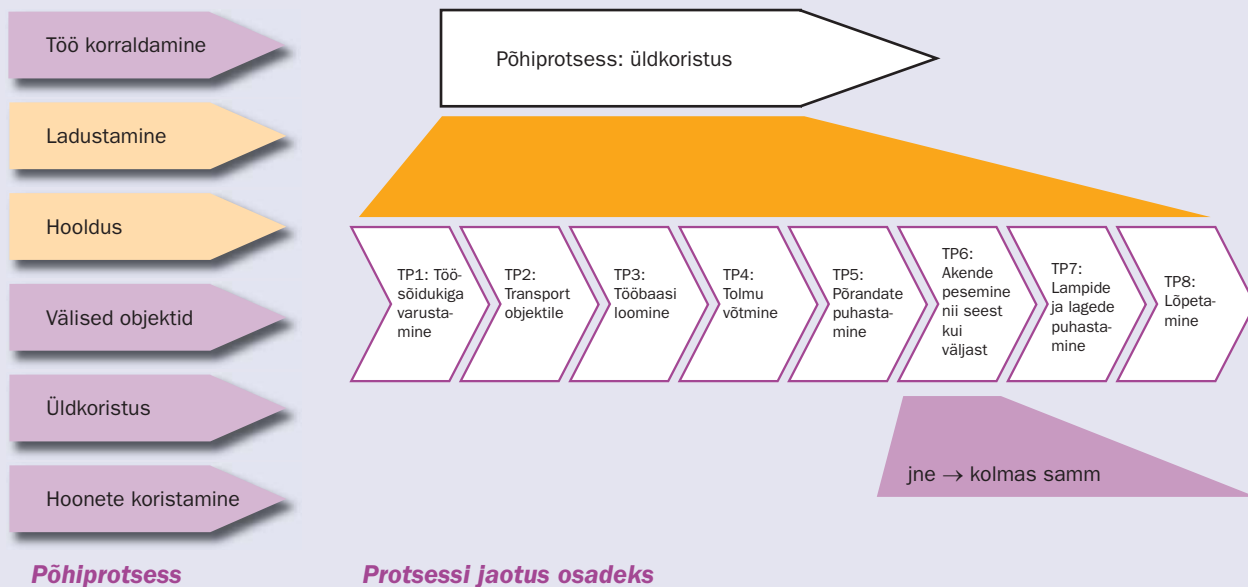 Töö korraldamine
Ladustamine
Hooldus
Välised objektid
Üldkoristus
Hoonete koristamine
Põhiprotsess
Põhiprotsess: üldkoristus
TP1: Töö-
sõidukiga
varusta-
mine
TP2:
Transport
objektile
TP3:
Tööbaasi
loomine
TP4:
Tolmu
võtmine
TP5:
Põrandate
puhasta-
mine
TP6:
Akende
pesemine
nii seest
kui
väljast
TP7:
Lampide
ja lagede
puhasta-
mine
TP8:
Lõpeta-
mine
jne → kolmas samm
Protsessi jaotus osadeks